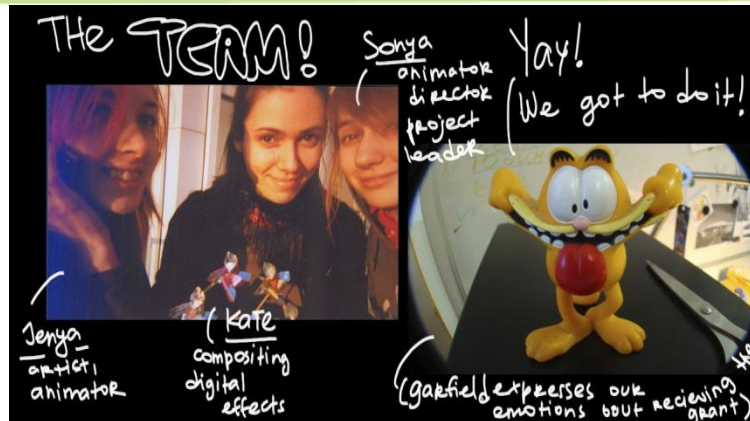 THe TEAM!
Sonya
animator
director
project
leader
Yay!
We got to do it!
Jenya
artist,
animator
Kate
compositing
digital
effects
(garfield expresses our
emotions bout recieving the
grant)